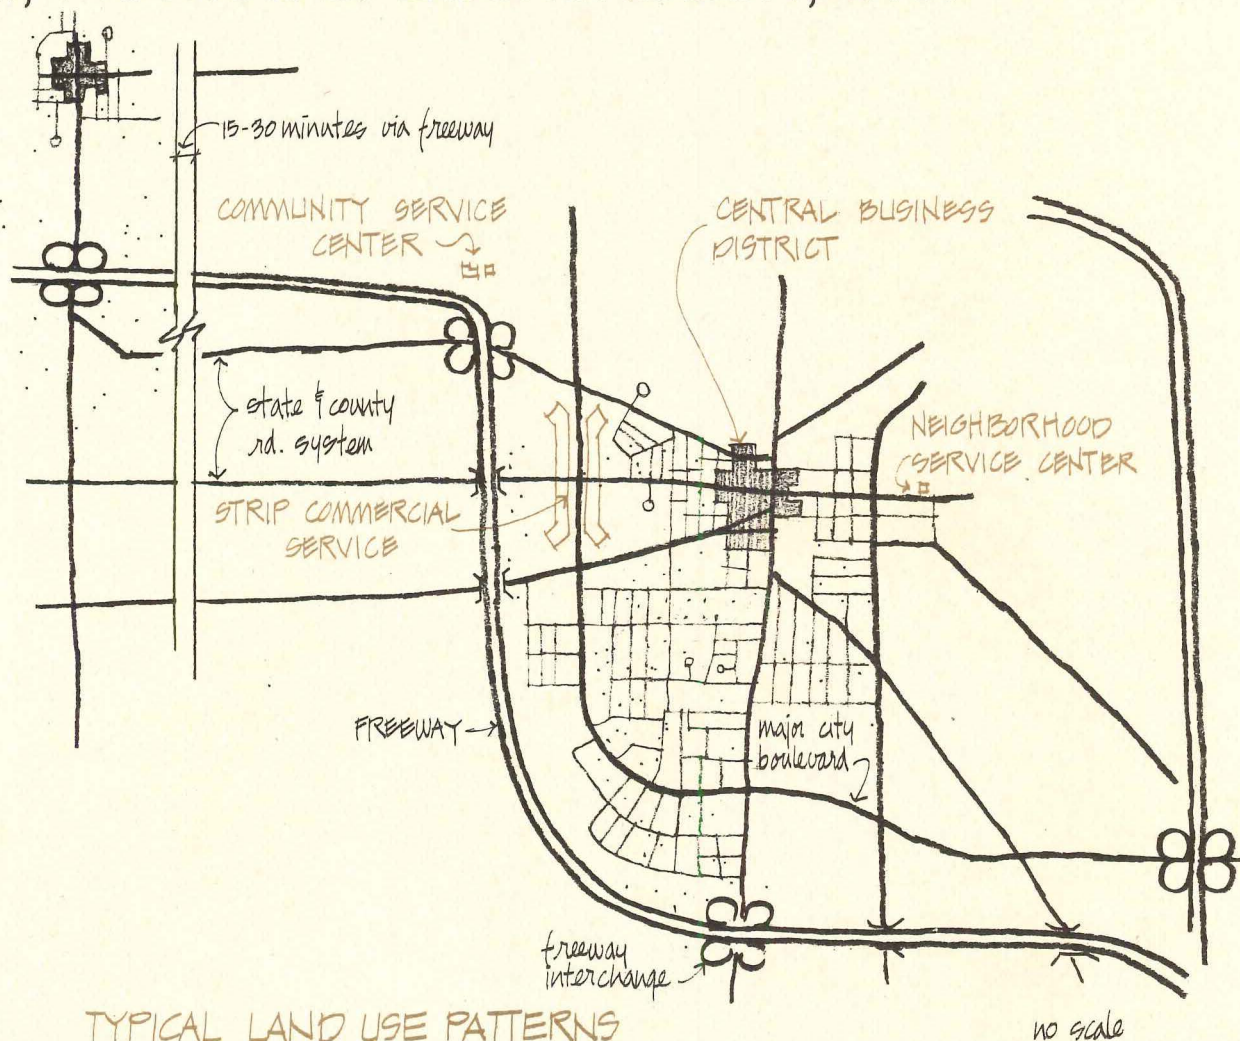 15-30 minutes via freeway
COMMUNITY SERVICE
CENTER
CENTRAL BUSINESS
DISTRICT
state & county
rd. system
NEIGHBORHOOD
SERVICE CENTER
STRIP COMMERCIAL
SERVICE
FREEWAY
major city
boulevard
freeway
interchange
TYPICAL LAND USE PATTERNS
no scale